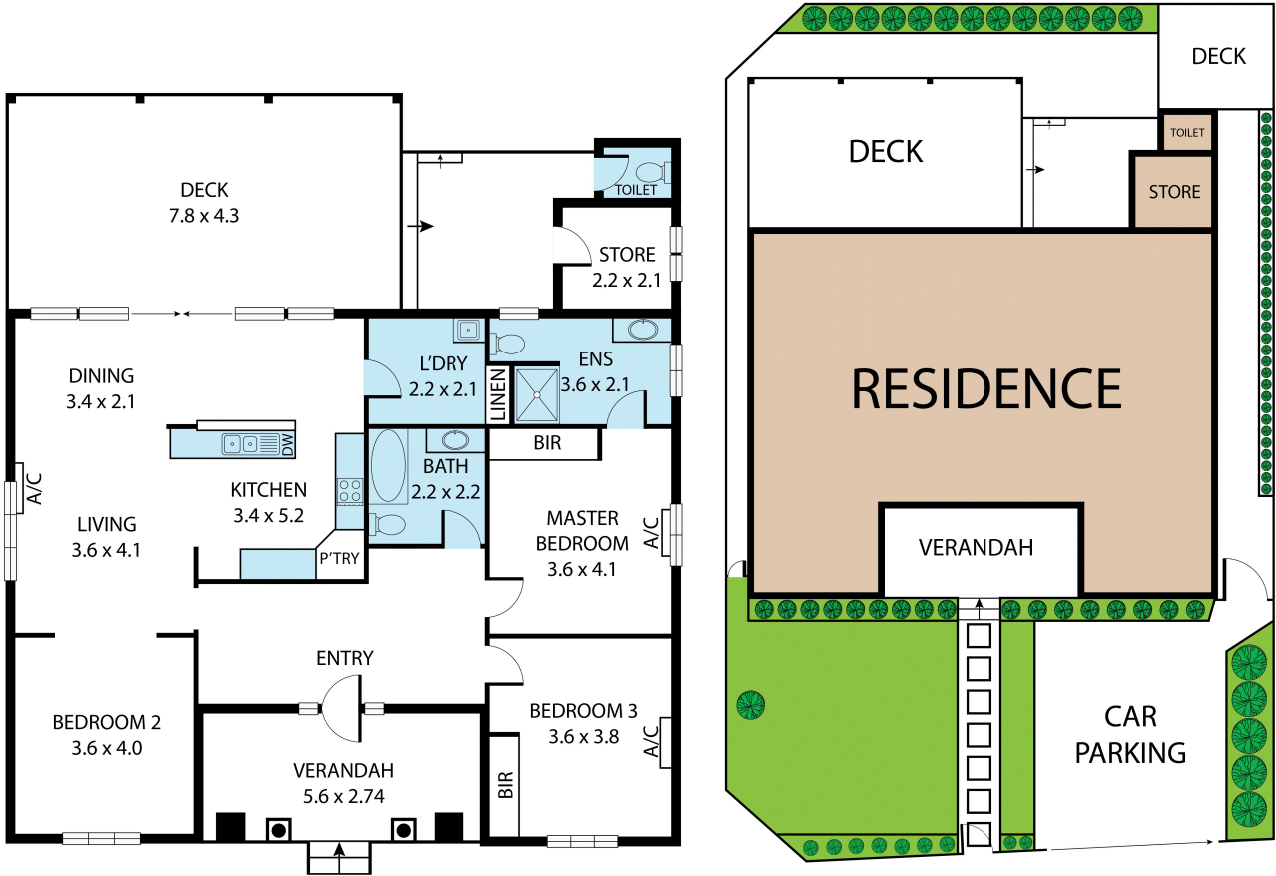 DECK
7.8 x 4.3
TOILET
STORE
2.2 x 2.1
DINING
3.4 x 2.1
L'DRY
2.2 x 2.1
LINEN
ENS
3.6 x 2.1
DW
BIR
BATH
2.2 x 2.2
A/C
KITCHEN
3.4 x 5.2
LIVING
3.6 x 4.1
P'TRY
MASTER
BEDROOM
3.6 x 4.1
A/C
ENTRY
BEDROOM 2
3.6 x 4.0
BEDROOM 3
3.6 x 3.8
A/C
BIR
VERANDAH
5.6 x 2.74
DECK
DECK
TOILET
STORE
RESIDENCE
VERANDAH
CAR
PARKING